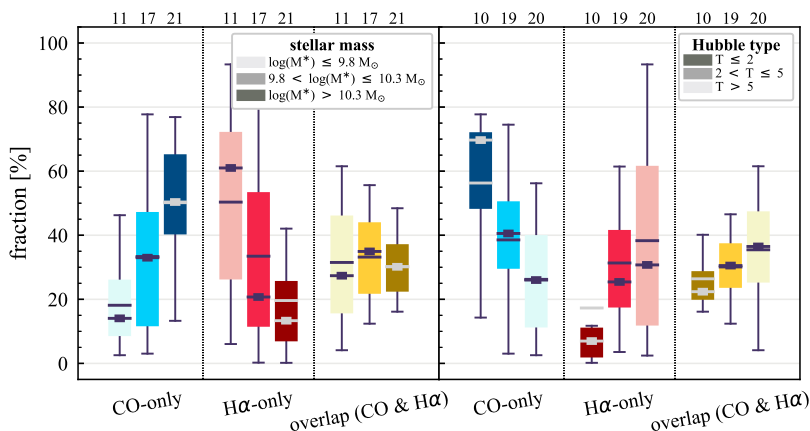 11 17 21 11 17 21 11 17 21 10 19 20 10 19 20 10 19 20
stellar mass
log(M*) ≤ 9.8 M⊙
9.8 < log(M*) ≤ 10.3 M⊙
log(M*) > 10.3 M⊙
Hubble type
T ≤ 2
2 < T ≤ 5
T > 5
100
80
60
40
20
0
fraction [%]
CO-only
Hα-only
overlap (CO & Hα)
CO-only
Hα-only
overlap (CO & Hα)